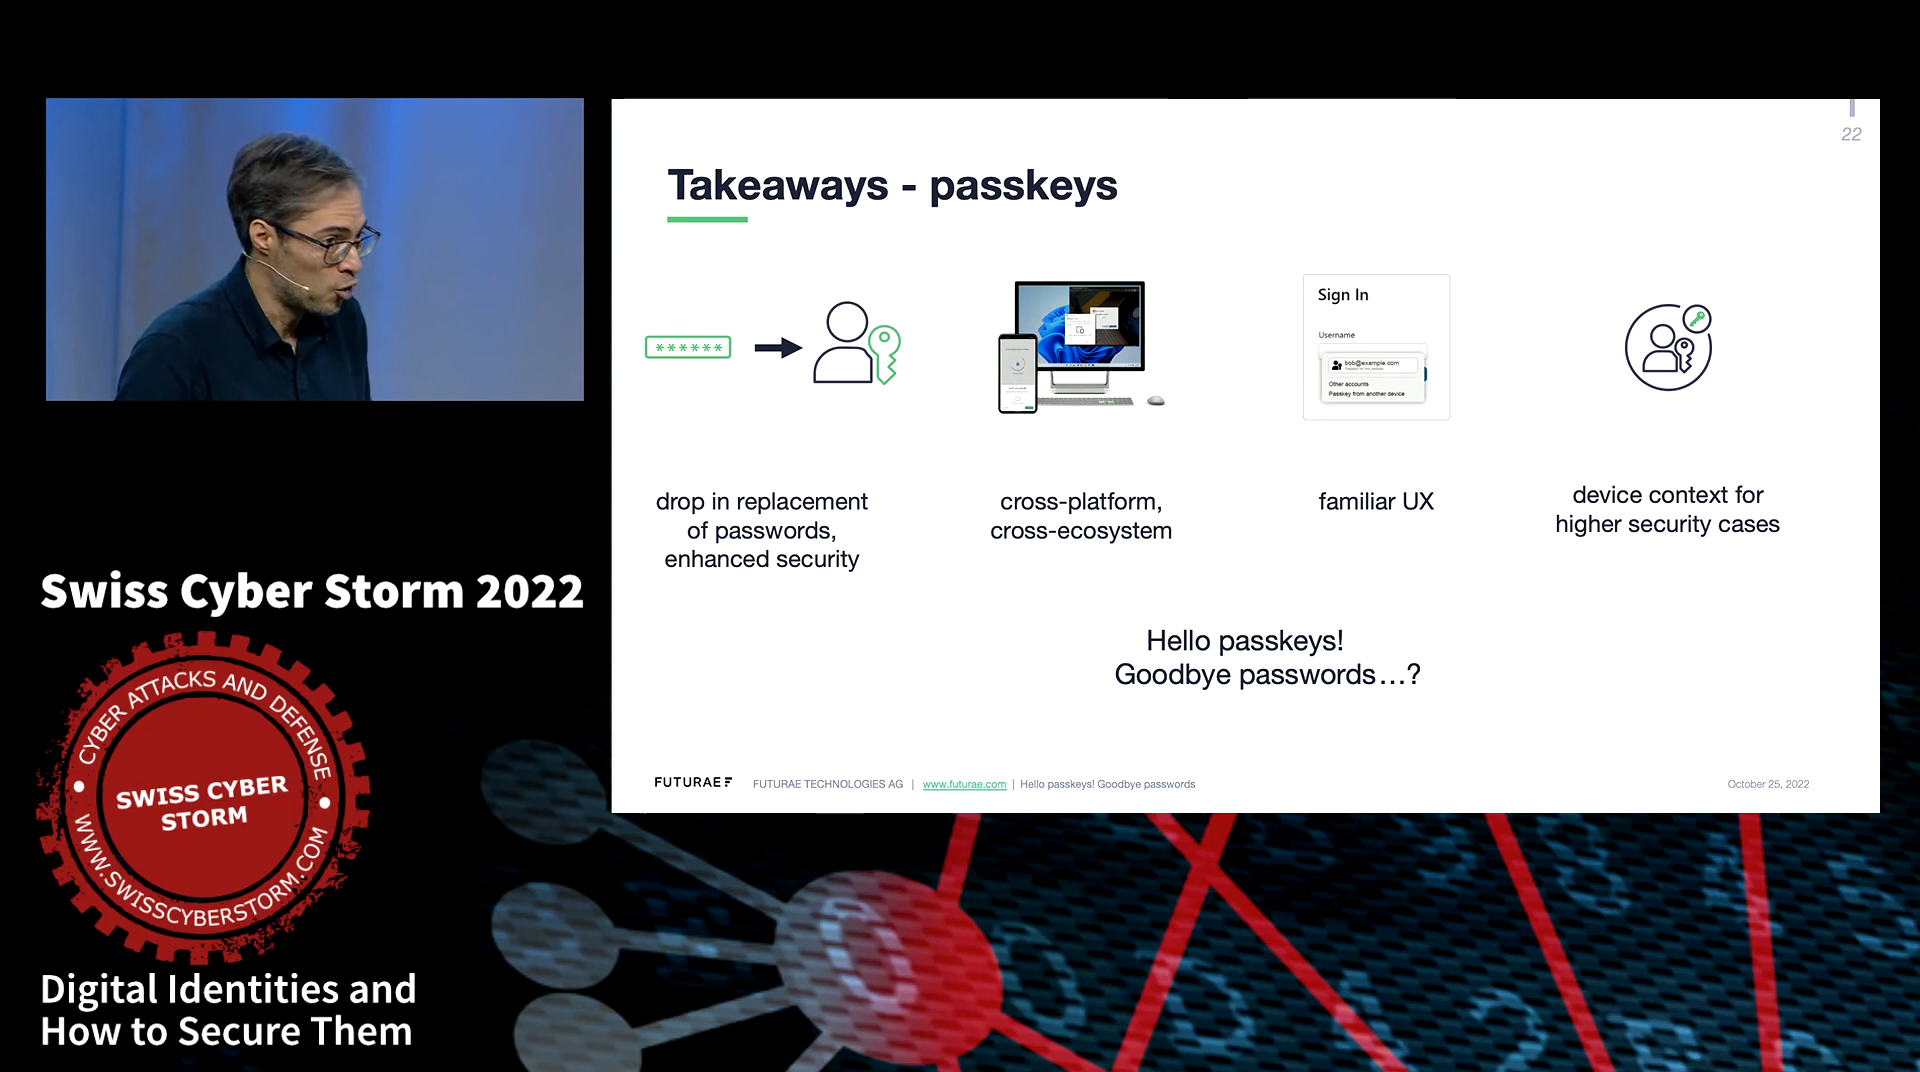 22
Takeaways - passkeys
******
Sign In
Username
bob@example.com
Other accounts
Passkey from another device
drop in replacement
of passwords,
enhanced security
cross-platform,
cross-ecosystem
familiar UX
device context for
higher security cases
Hello passkeys!
Goodbye passwords...?
FUTURAE
FUTURAE TECHNOLOGIES AG | www.futurae.com | Hello passkeys! Goodbye passwords
October 25, 2022
Swiss Cyber Storm 2022
CYBER ATTACKS AND DEFENSE
SWISS CYBER
STORM
WWW.SWISSCYBERSTORM.COM
Digital Identities and
How to Secure Them